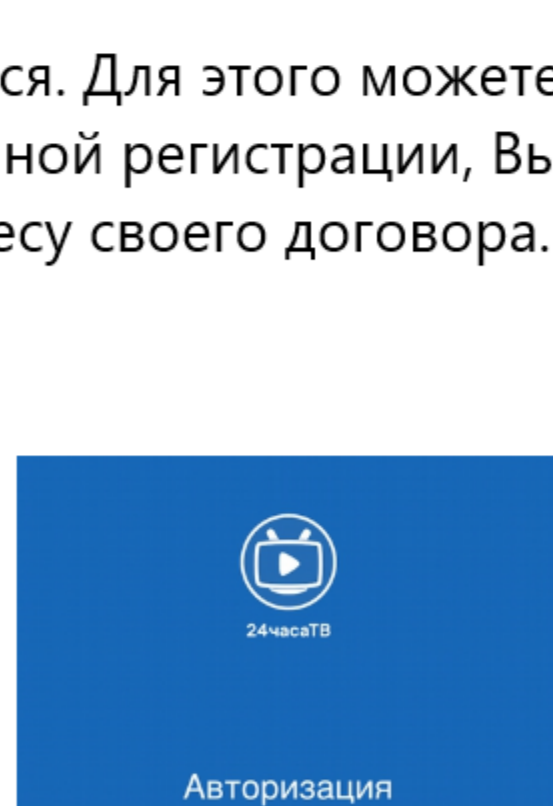 ся. Для этого можете
ной регистрации, Вы
есу своего договора.
24часаТВ
Авторизация